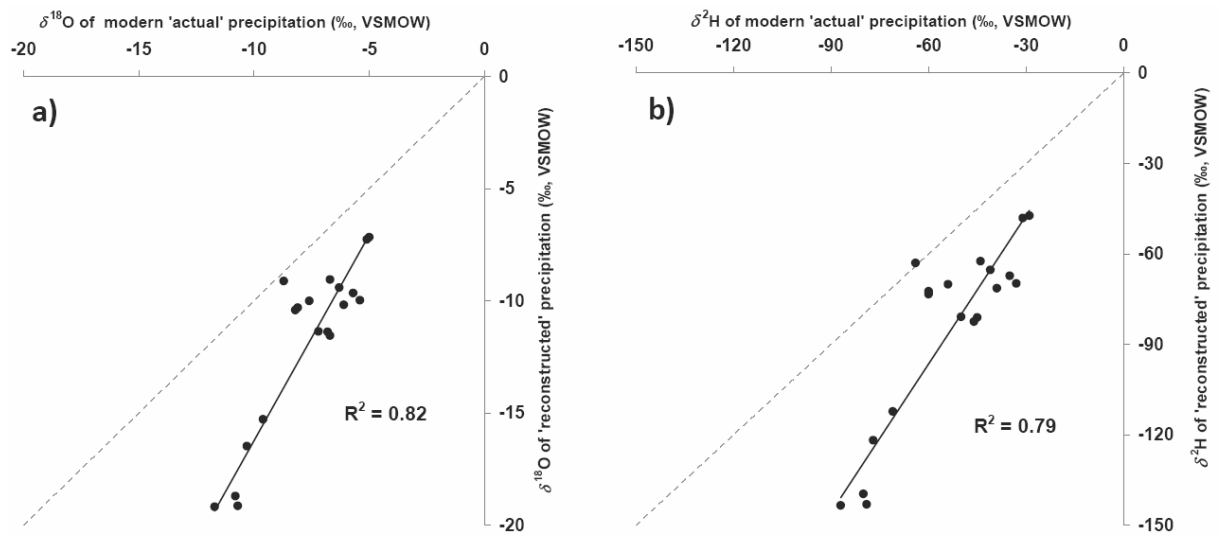 δ¹⁸O of modern 'actual' precipitation (‰, VSMOW)
-20 -15 -10 -5 0
0
-5
-10
-15
-20
a)
R² = 0.82
δ¹⁸O of 'reconstructed' precipitation (‰, VSMOW)
δ²H of modern 'actual' precipitation (‰, VSMOW)
-150 -120 -90 -60 -30 0
0
-30
-60
-90
-120
-150
b)
R² = 0.79
δ²H of 'reconstructed' precipitation (‰, VSMOW)